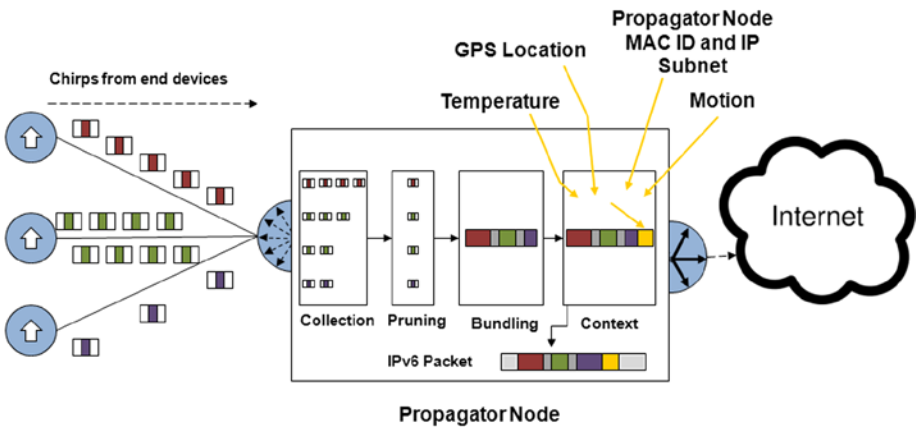 Propagator Node
MAC ID and IP
Subnet
GPS Location
Chirps from end devices
Temperature
Motion
Internet
Collection
Pruning
Bundling
Context
IPv6 Packet
Propagator Node